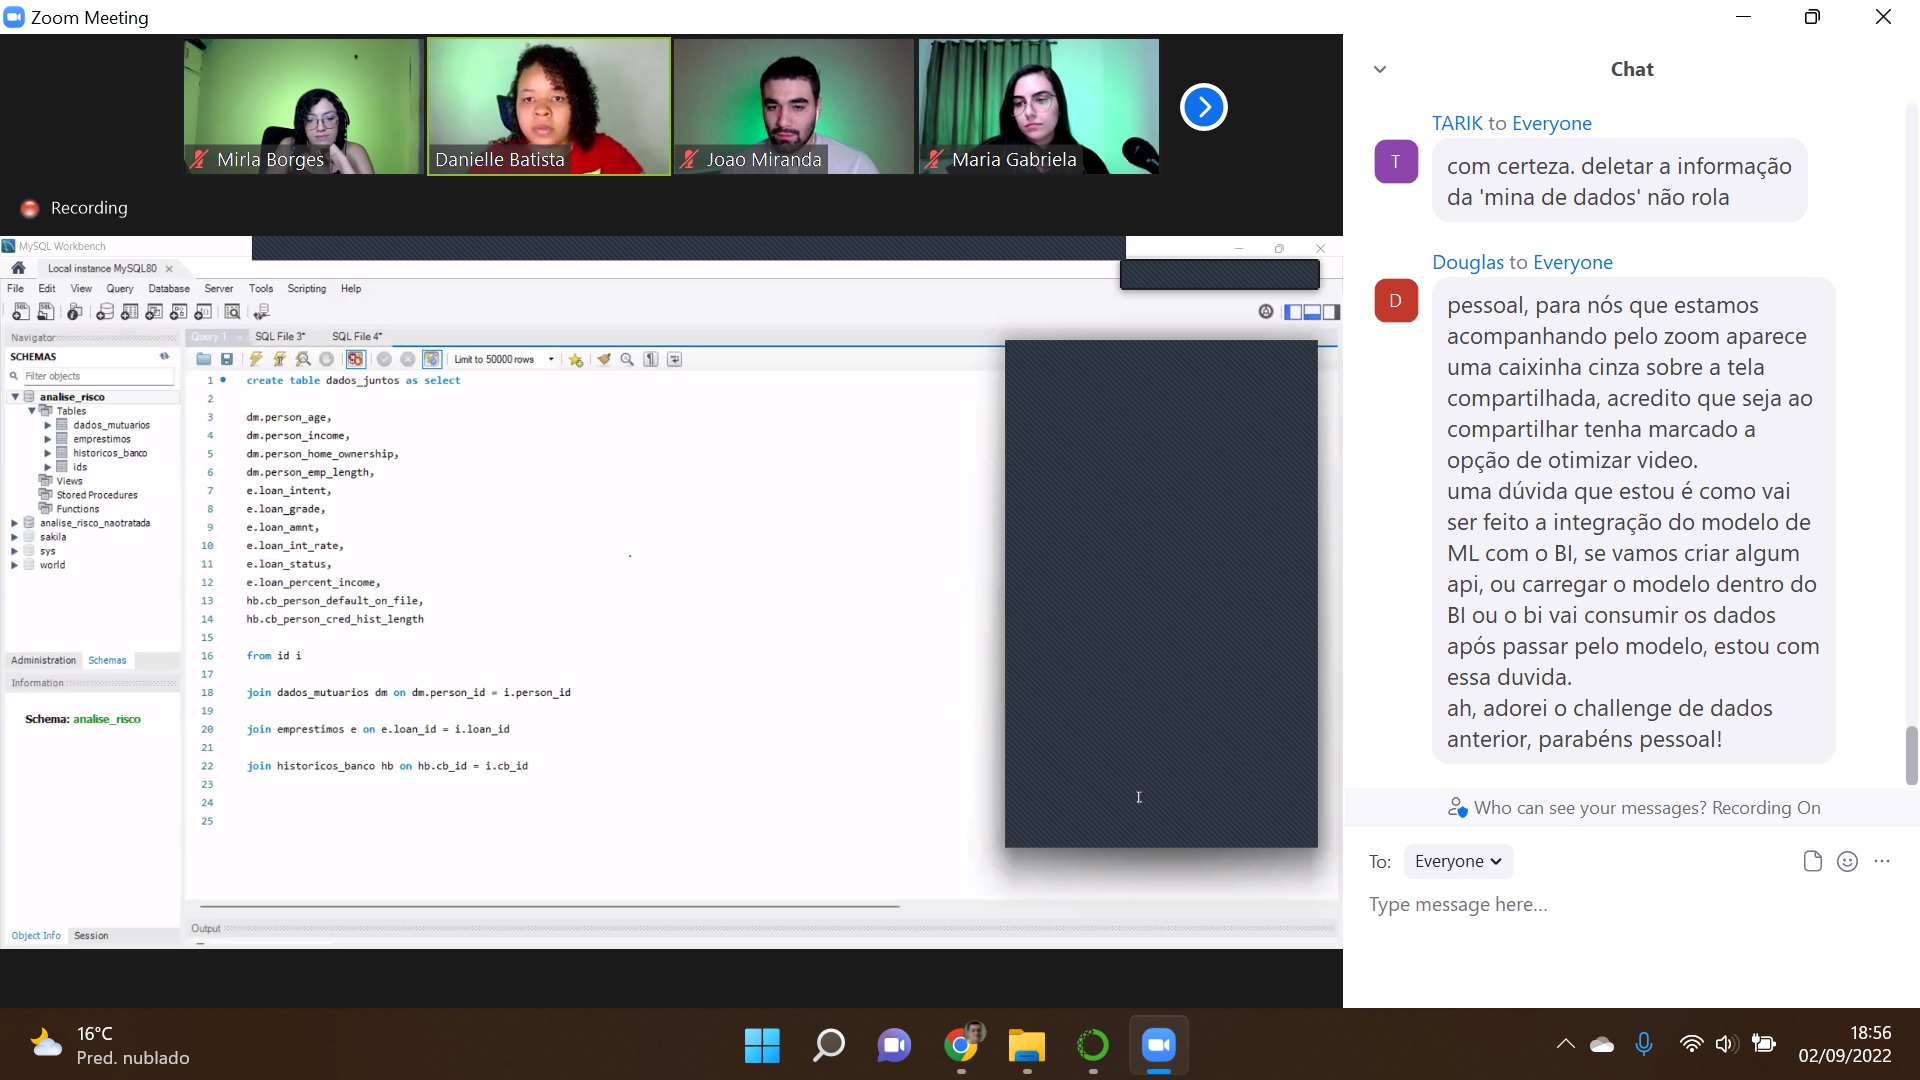 Zoom Meeting
Mirla Borges
Danielle Batista
Joao Miranda
Maria Gabriela
Recording
MySQL Workbench
Local instance MySQL80
File Edit View Query Database Server Tools Scripting Help
Navigator
SCHEMAS
Filter objects
analise_risco
Tables
dados_mutuarios
emprestimos
historicos_banco
ids
Views
Stored Procedures
Functions
analise_risco_naotratada
sakila
sys
world
Administration Schemas
Information
Schema: analise_risco
Object Info Session
Query 1 SQL File 3* SQL File 4*
Limit to 50000 rows
1 create table dados_juntos as select
2
3 dm.person_age,
4 dm.person_income,
5 dm.person_home_ownership,
6 dm.person_emp_length,
7 e.loan_intent,
8 e.loan_grade,
9 e.loan_amnt,
10 e.loan_int_rate,
11 e.loan_status,
12 e.loan_percent_income,
13 hb.cb_person_default_on_file,
14 hb.cb_person_cred_hist_length
15
16 from id i
17
18 join dados_mutuarios dm on dm.person_id = i.person_id
19
20 join emprestimos e on e.loan_id = i.loan_id
21
22 join historicos_banco hb on hb.cb_id = i.cb_id
23
24
25
Output
Chat
TARIK to Everyone
T
com certeza. deletar a informação
da 'mina de dados' não rola
Douglas to Everyone
D
pessoal, para nós que estamos
acompanhando pelo zoom aparece
uma caixinha cinza sobre a tela
compartilhada, acredito que seja ao
compartilhar tenha marcado a
opção de otimizar video.
uma dúvida que estou é como vai
ser feito a integração do modelo de
ML com o BI, se vamos criar algum
api, ou carregar o modelo dentro do
BI ou o bi vai consumir os dados
após passar pelo modelo, estou com
essa duvida.
ah, adorei o challenge de dados
anterior, parabéns pessoal!
Who can see your messages? Recording On
To: Everyone
Type message here...
16°C
Pred. nublado
18:56
02/09/2022